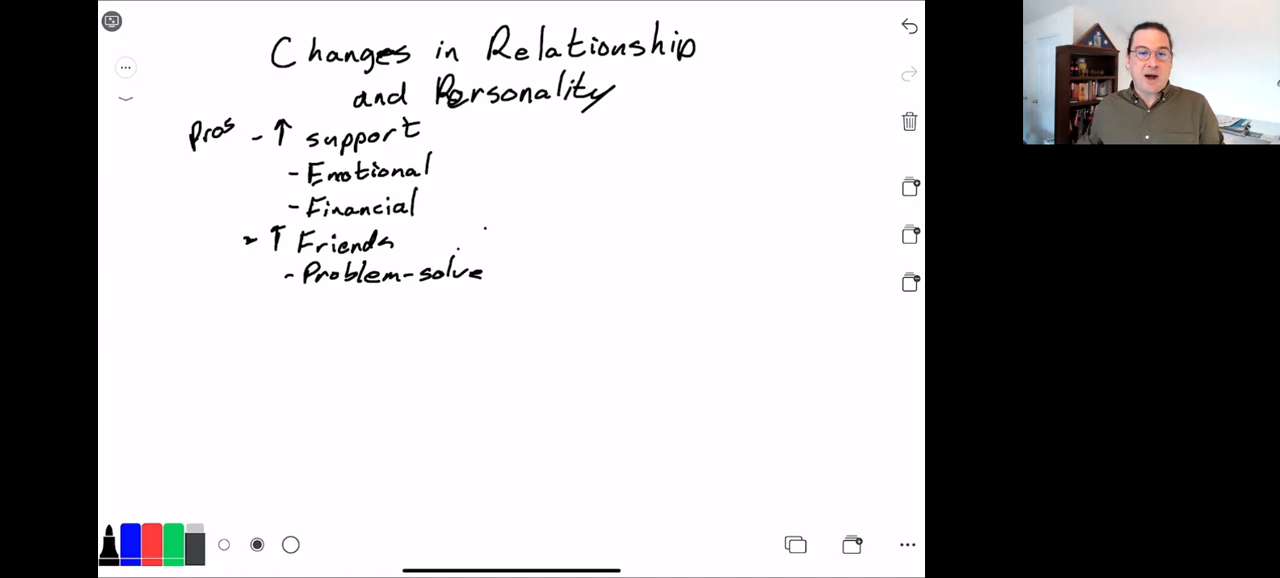 Changes in Relationship
and Personality
Pros - ↑ support
- Emotional
- Financial
- ↑ Friends
- Problem-solve